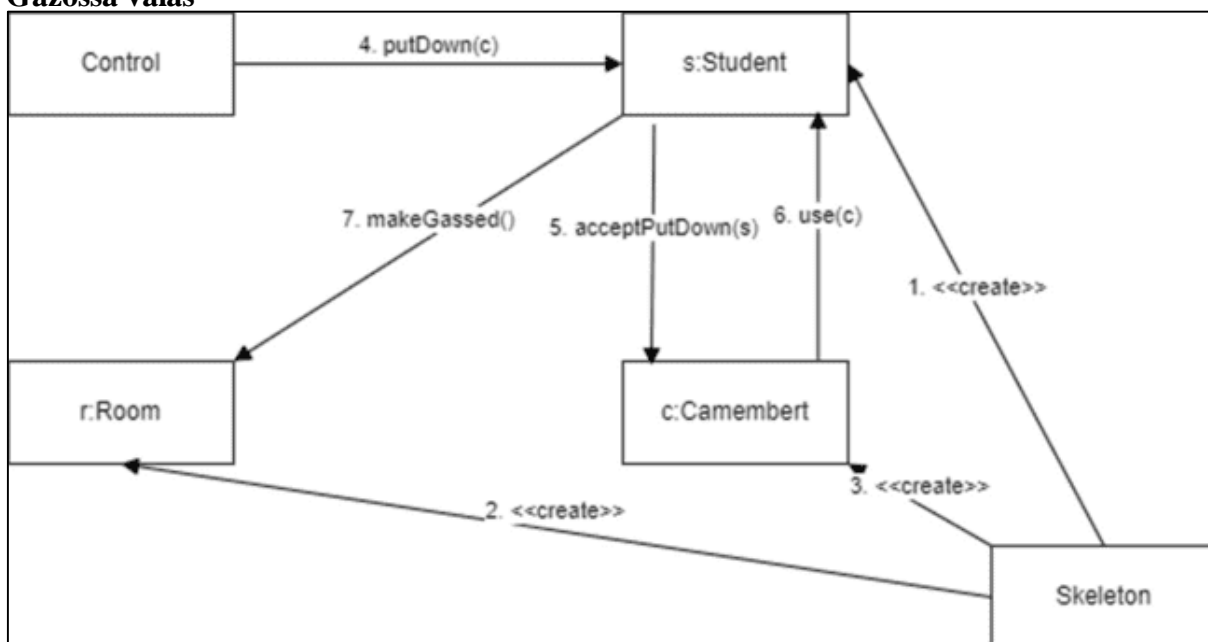 Gázossá válás
Control
4. putDown(c)
s:Student
7. makeGassed()
5. acceptPutDown(s)
6. use(c)
1. <<create>>
r:Room
c:Camembert
3. <<create>>
2. <<create>>
Skeleton